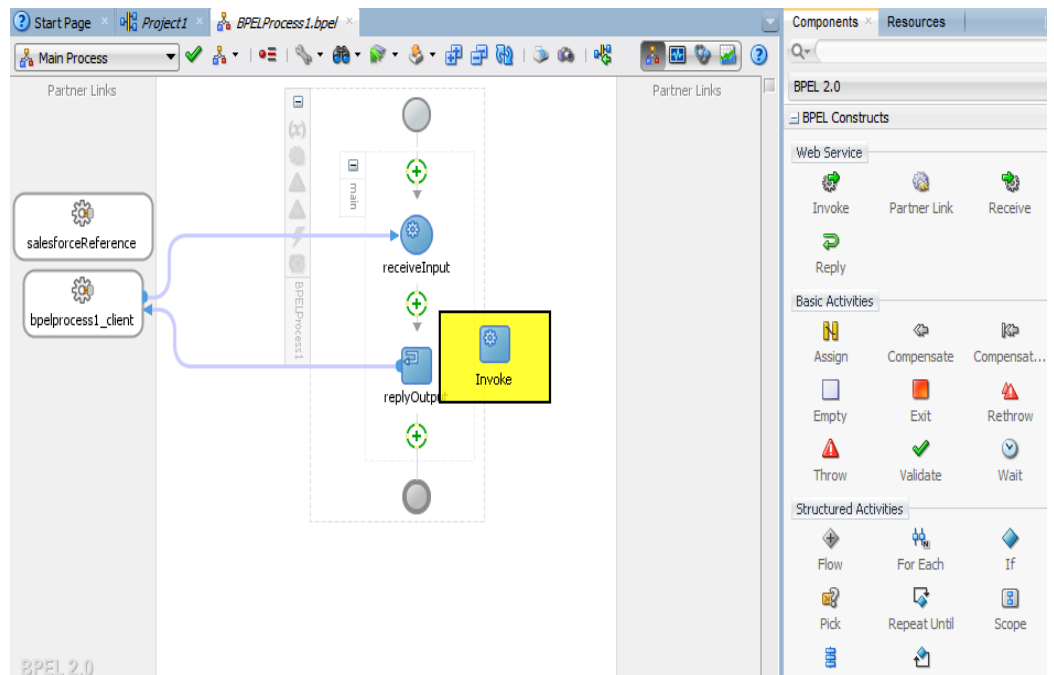 Start Page
Project1
BPELProcess1.bpel
Main Process
Partner Links
Partner Links
main
salesforceReference
receiveInput
bpelprocess1_client
BPELProcess1
Invoke
replyOutput
BPEL 2.0
Components
Resources
BPEL 2.0
BPEL Constructs
Web Service
Invoke
Partner Link
Receive
Reply
Basic Activities
Assign
Compensate
Compensat...
Empty
Exit
Rethrow
Throw
Validate
Wait
Structured Activities
Flow
For Each
If
Pick
Repeat Until
Scope